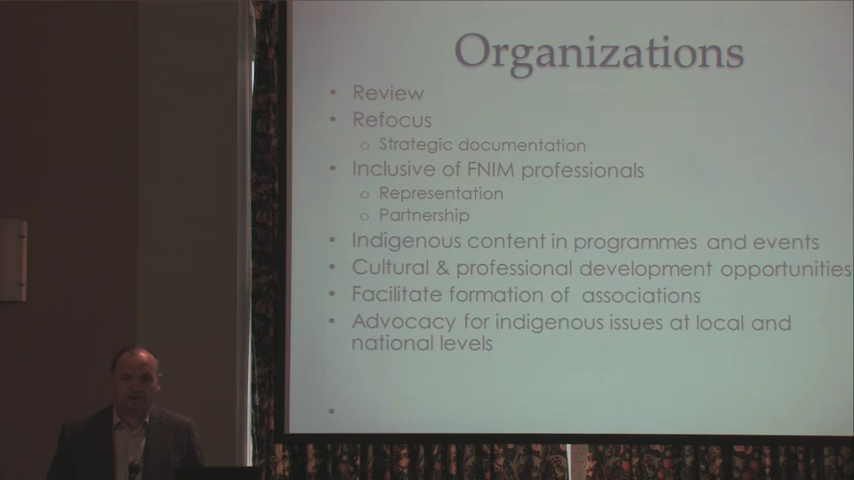 Organizations
• Review
• Refocus
o Strategic documentation
• Inclusive of FNIM professionals
o Representation
o Partnership
• Indigenous content in programmes and events
• Cultural & professional development opportunities
• Facilitate formation of associations
• Advocacy for indigenous issues at local and
national levels
•